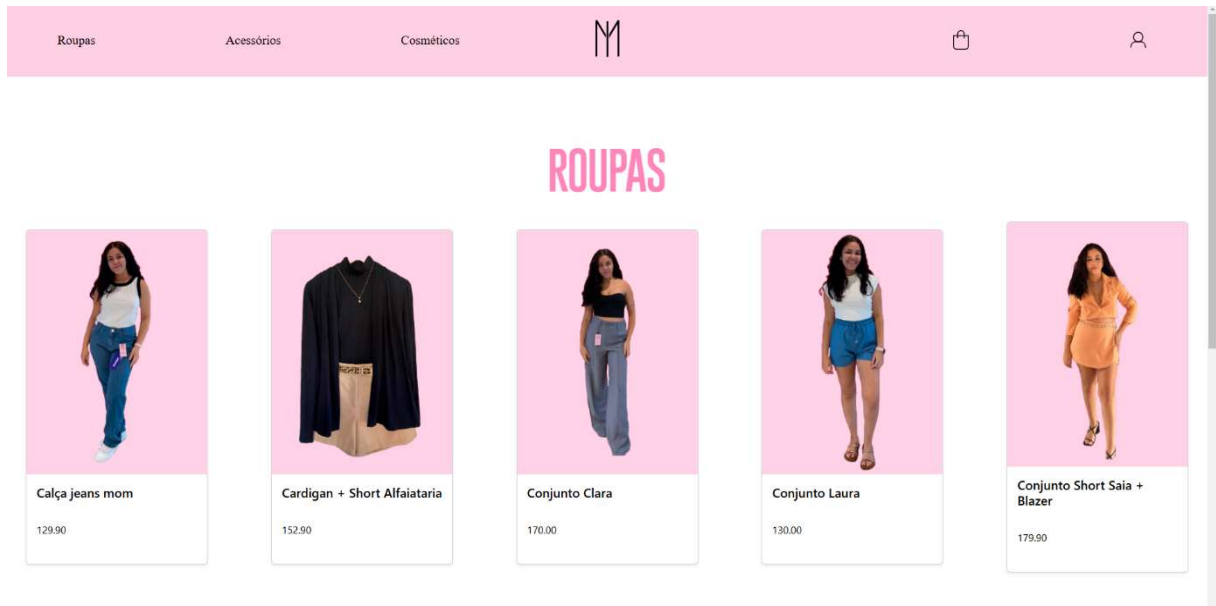 Roupas
Acessórios
Cosméticos
ROUPAS
Calça jeans mom
129.90
Cardigan + Short Alfaiataria
152.90
Conjunto Clara
170.00
Conjunto Laura
130.00
Conjunto Short Saia +
Blazer
179.90